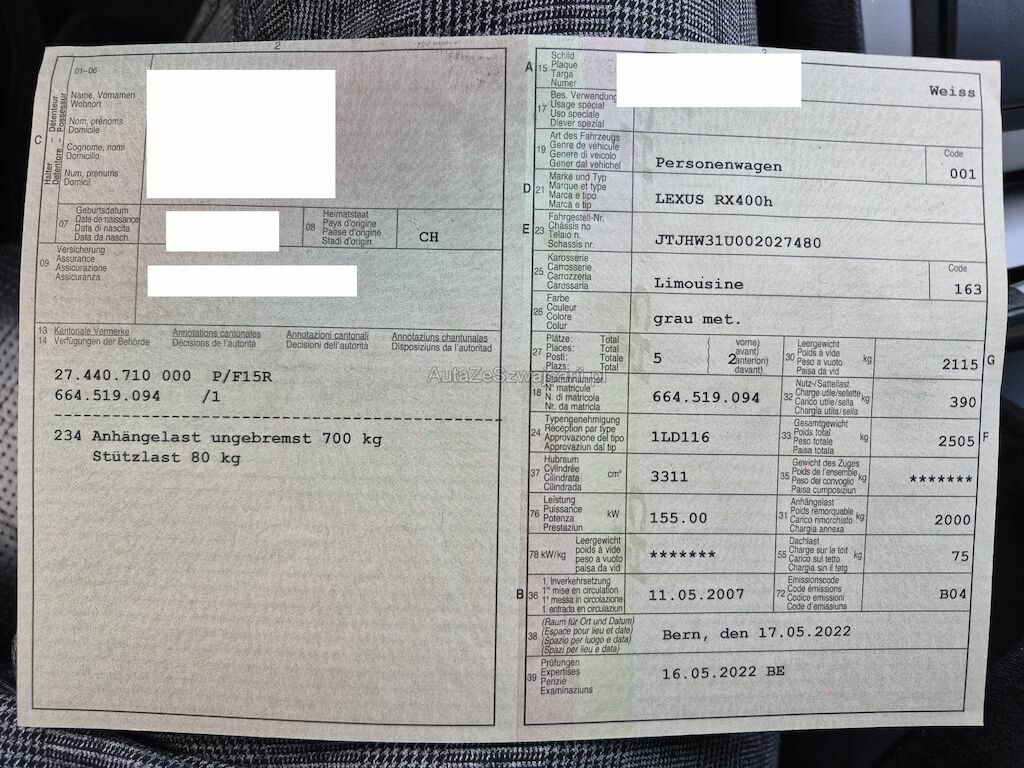 2
01–06
Name, Vornamen
Wohnort
Nom, prénoms
Domicile
Cognome, nomi
Domicilio
Num, prenums
Domicil
C
Halter – Détenteur
Detentore – Possessur
07
Geburtsdatum
Date de naissance
Data di nascita
Data da nasch.
08
Heimatstaat
Pays d'origine
Paese d'origine
Stadi d'origin
CH
09
Versicherung
Assurance
Assicurazione
Assicuranza
13
14
Kantonale Vermerke
Verfügungen der Behörde
Annotations cantonales
Décisions de l'autorité
Annotazioni cantonali
Decisioni dell'autorità
Annotaziuns chantunalas
Disposiziuns da l'autoritad
27.440.710 000 P/F15R
664.519.094 /1
234 Anhängelast ungebremst 700 kg
Stützlast 80 kg
A
15
Schild
Plaque
Targa
Numer
Weiss
17
Bes. Verwendung
Usage spécial
Uso speciale
Diever spezial
19
Art des Fahrzeugs
Genre de véhicule
Genere di veicolo
Gener dal vehichel
Personenwagen
Code
001
D
21
Marke und Typ
Marque et type
Marca e tipo
Marca e tip
LEXUS RX400h
E
23
Fahrgestell-Nr.
Châssis no
Telaio n.
Schassis nr.
JTJHW31U002027480
25
Karosserie
Carrosserie
Carrozzeria
Carossaria
Limousine
Code
163
26
Farbe
Couleur
Colore
Colur
grau met.
27
Plätze: Total
Places: Total
Posti: Totale
Plazs: Total
5
vorne)
avant)
anteriori)
davant)
2
30
Leergewicht
Poids à vide
Peso a vuoto
Paisa da vid
kg
2115
G
AutaZeSzwajcarii.pl
18
Stammnummer
N° matricule
N. di matricola
Nr. da matricla
664.519.094
32
Nutz-/Sattellast
Charge utile/sellette
Carico utile/sella
Chargia utila/sella
kg
390
24
Typengenehmigung
Réception par type
Approvazione del tipo
Approvaziun dal tip
1LD116
33
Gesamtgewicht
Poids total
Peso totale
Paisa totala
kg
2505
F
37
Hubraum
Cylindrée
Cilindrata
Cilindrada
cm³
3311
35
Gewicht des Zuges
Poids de l'ensemble
Peso del convoglio
Paisa cumposiziun
kg
*******
76
Leistung
Puissance
Potenza
Prestaziun
kW
155.00
31
Anhängelast
Poids remorquable
Carico rimorchiato
Chargia annexa
kg
2000
78 kW/kg
Leergewicht
poids à vide
peso a vuoto
paisa da vid
*******
55
Dachlast
Charge sur le toit
Carico sul tetto
Chargia sin il tetg
kg
75
B
36
1. Inverkehrsetzung
1re mise en circulation
1a messa in circolazione
1. entrada en circulaziun
11.05.2007
72
Emissionscode
Code émissions
Codice emissioni
Code d'emissiuns
B04
38
(Raum für Ort und Datum)
(Espace pour lieu et date)
(Spazio per luogo e data)
(Spazi per lieu e data)
Bern, den 17.05.2022
39
Prüfungen
Expertises
Perizie
Examinaziuns
16.05.2022 BE